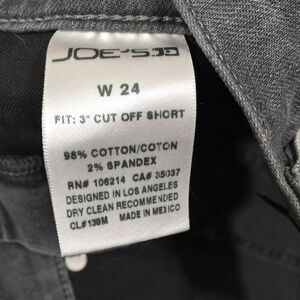 JOE'S
W 24
FIT: 3" CUT OFF SHORT
98% COTTON/COTON
2% SPANDEX
RN# 106214 CA# 35037
DESIGNED IN LOS ANGELES
DRY CLEAN RECOMMENDED
CL#139M MADE IN MEXICO